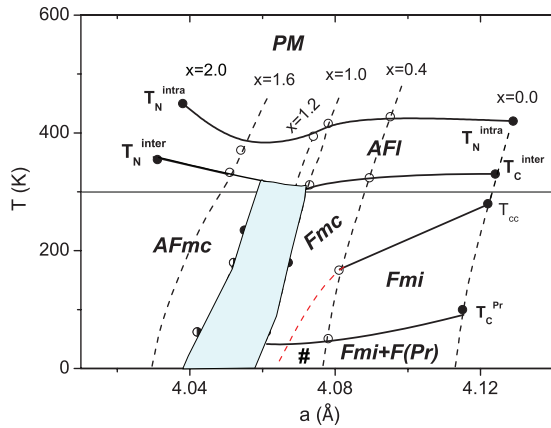 600
400
200
0
T (K)
PM
x=2.0
x=1.6
x=1.2
x=1.0
x=0.4
x=0.0
T_N^intra
T_N^intra
AFI
T_N^inter
T_C^inter
T_cc
AFmc
Fmc
Fmi
T_C^Pr
#
Fmi+F(Pr)
4.04
4.08
4.12
a (Å)